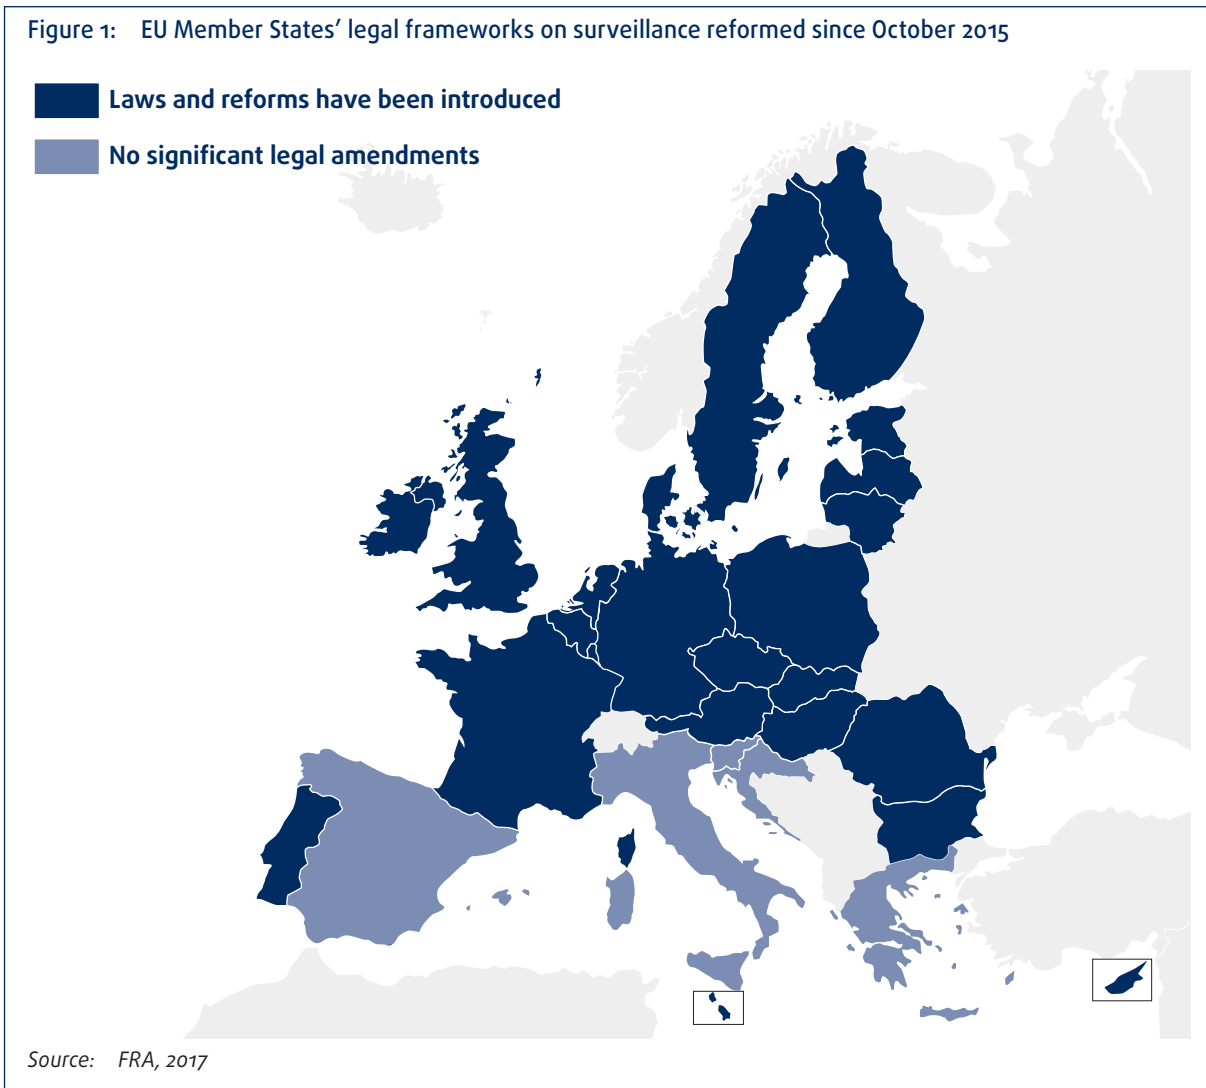 Figure 1: EU Member States’ legal frameworks on surveillance reformed since October 2015
Laws and reforms have been introduced
No significant legal amendments
Source: FRA, 2017